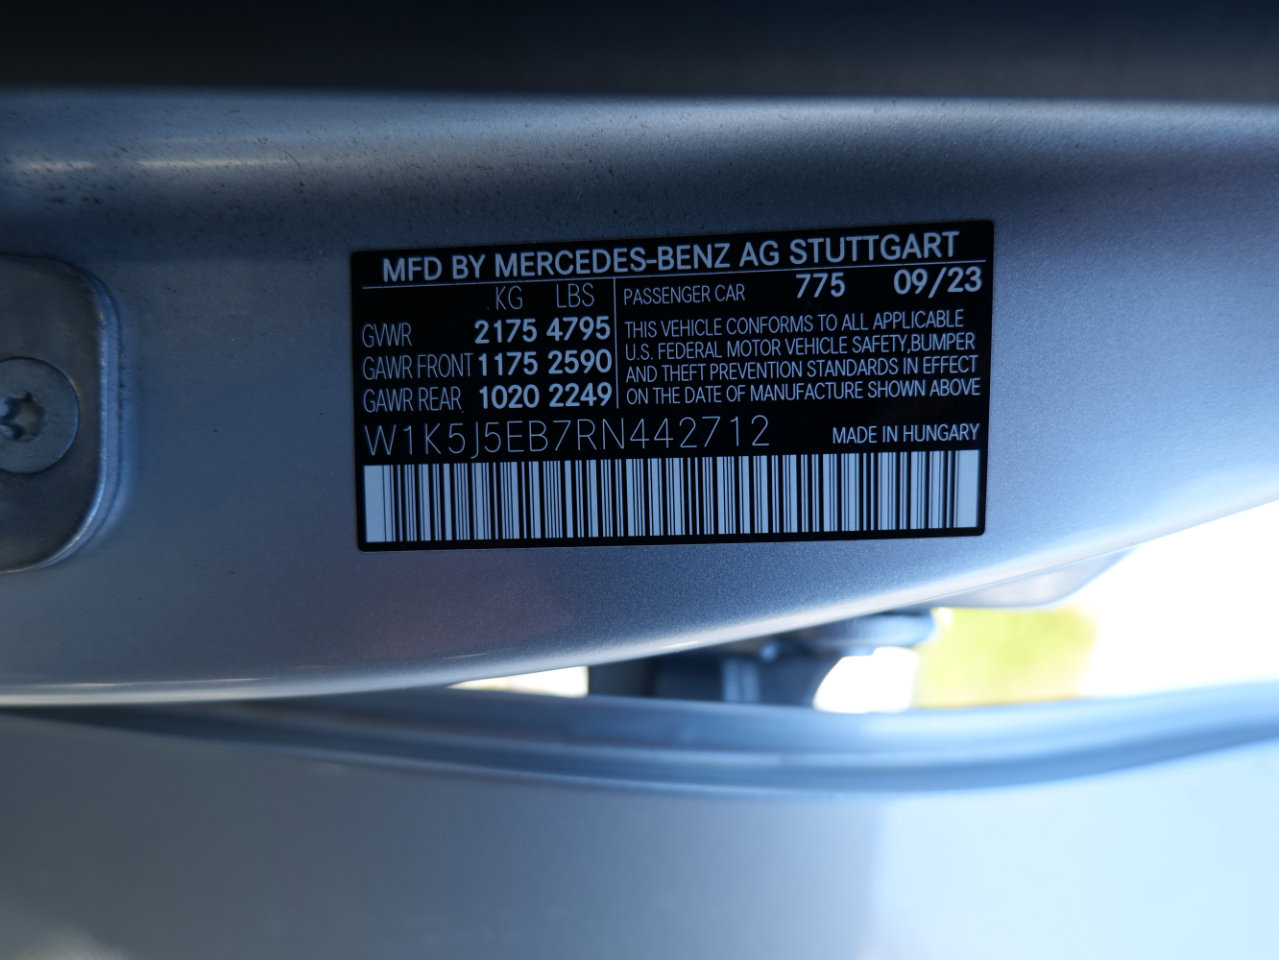 MFD BY MERCEDES-BENZ AG STUTTGART
KG LBS
GVWR 2175 4795
GAWR FRONT 1175 2590
GAWR REAR 1020 2249
PASSENGER CAR 775 09/23
THIS VEHICLE CONFORMS TO ALL APPLICABLE
U.S. FEDERAL MOTOR VEHICLE SAFETY,BUMPER
AND THEFT PREVENTION STANDARDS IN EFFECT
ON THE DATE OF MANUFACTURE SHOWN ABOVE
W1K5J5EB7RN442712
MADE IN HUNGARY